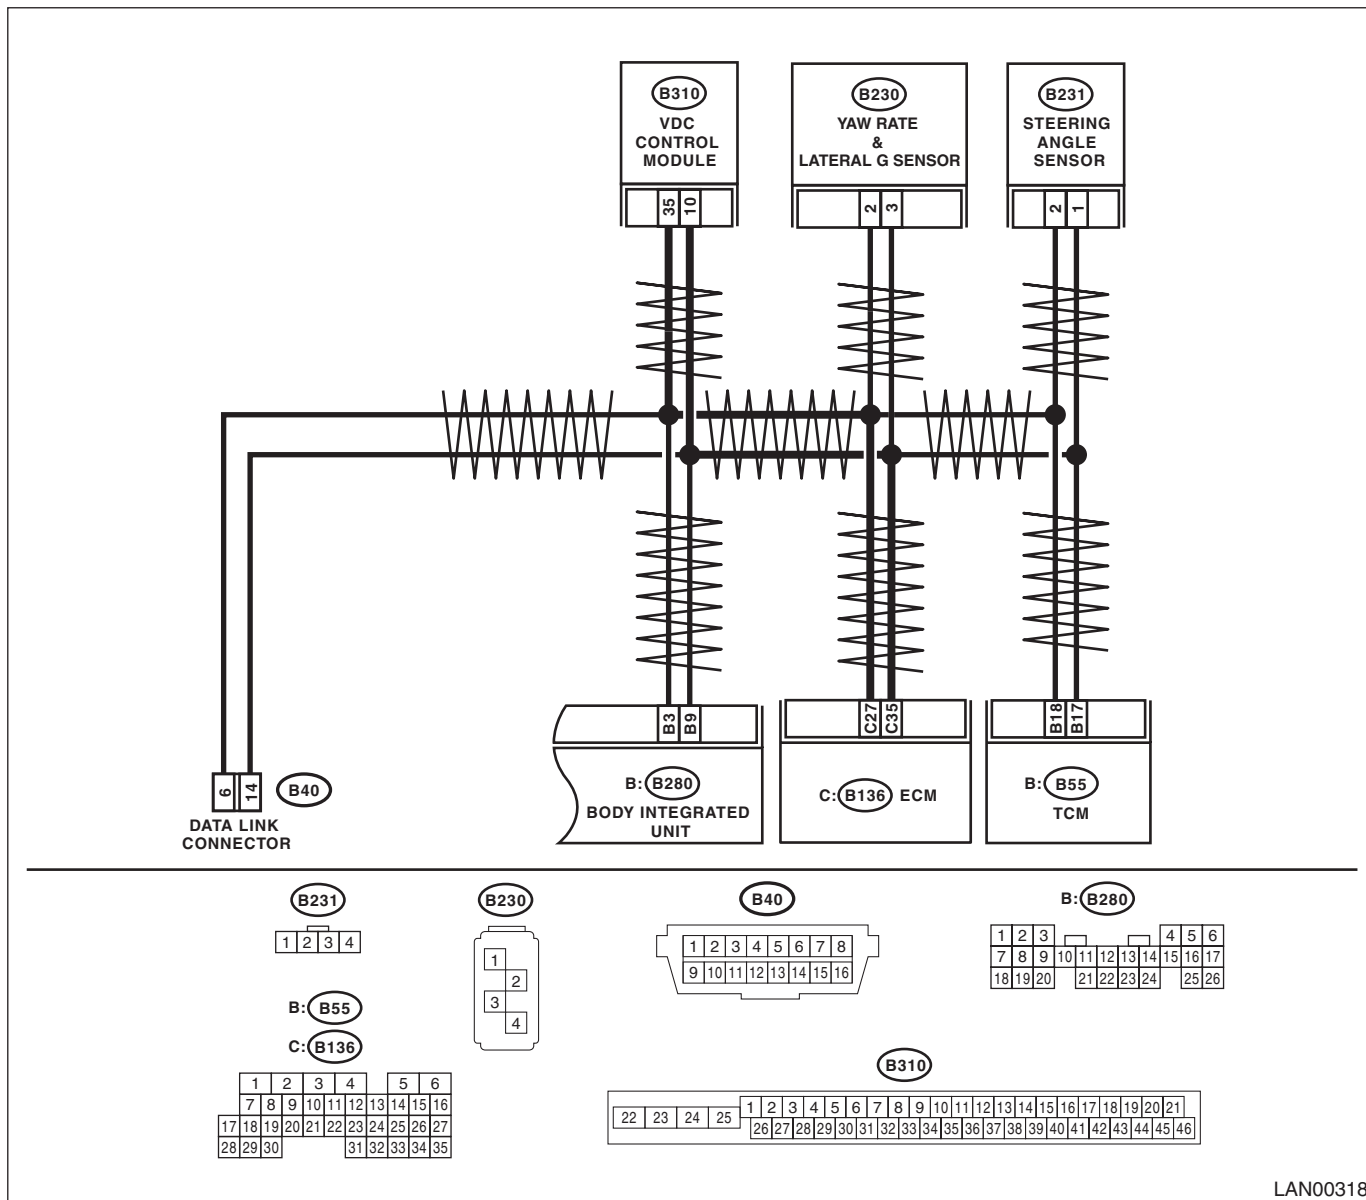 B310
VDC
CONTROL
MODULE
B230
YAW RATE
&
LATERAL G SENSOR
B231
STEERING
ANGLE
SENSOR
35 10
2 3
2 1
B3 B9
C27 C35
B18 B17
6 14
B40
DATA LINK
CONNECTOR
B: B280
BODY INTEGRATED
UNIT
C: B136 ECM
B: B55
TCM
B231
1 2 3 4
B: B55
C: B136
1 2 3 4 5 6
7 8 9 10 11 12 13 14 15 16
17 18 19 20 21 22 23 24 25 26 27
28 29 30 31 32 33 34 35
B230
1
2
3
4
B40
1 2 3 4 5 6 7 8
9 10 11 12 13 14 15 16
B: B280
1 2 3 4 5 6
7 8 9 10 11 12 13 14 15 16 17
18 19 20 21 22 23 24 25 26
B310
22 23 24 25
1 2 3 4 5 6 7 8 9 10 11 12 13 14 15 16 17 18 19 20 21
26 27 28 29 30 31 32 33 34 35 36 37 38 39 40 41 42 43 44 45 46
LAN00318